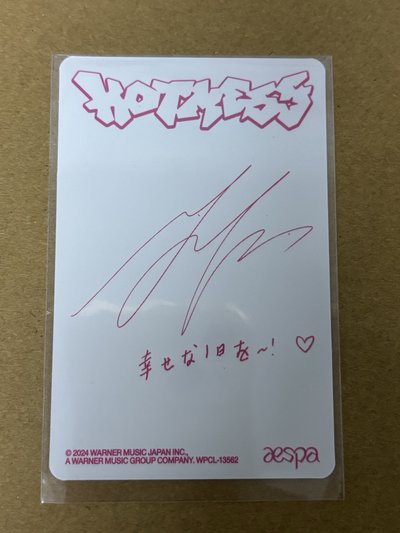 HOTMESS
幸せな1日を〜! ♡
© 2024 WARNER MUSIC JAPAN INC.,
A WARNER MUSIC GROUP COMPANY. WPCL-13562
aespa